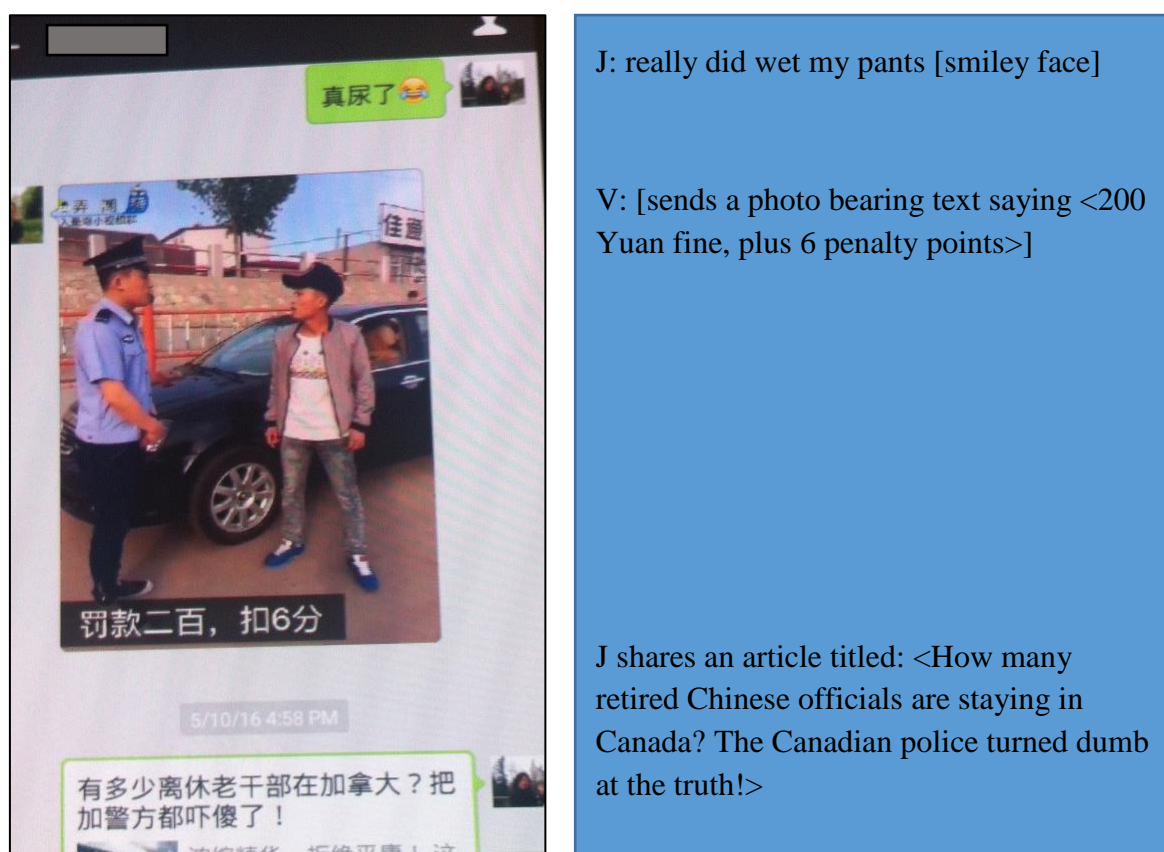 真尿了😂
佳通
罚款二百，扣6分
5/10/16 4:58 PM
有多少离休老干部在加拿大？把
加警方都吓傻了！
J: really did wet my pants [smiley face]
V: [sends a photo bearing text saying <200
Yuan fine, plus 6 penalty points>]
J shares an article titled: <How many
retired Chinese officials are staying in
Canada? The Canadian police turned dumb
at the truth!>